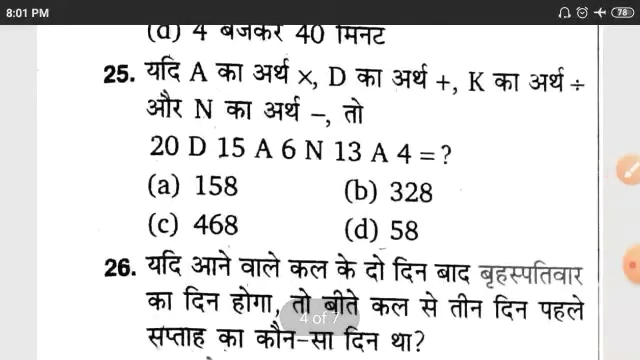 8:01 PM
78
(d) 4 बजकर 40 मिनट
25. यदि A का अर्थ ×, D का अर्थ +, K का अर्थ ÷
और N का अर्थ –, तो
20 D 15 A 6 N 13 A 4 = ?
(a) 158 (b) 328
(c) 468 (d) 58
26. यदि आने वाले कल के दो दिन बाद बृहस्पतिवार
का दिन होगा, तो बीते कल से तीन दिन पहले
4 of 7
सप्ताह का कौन-सा दिन था?